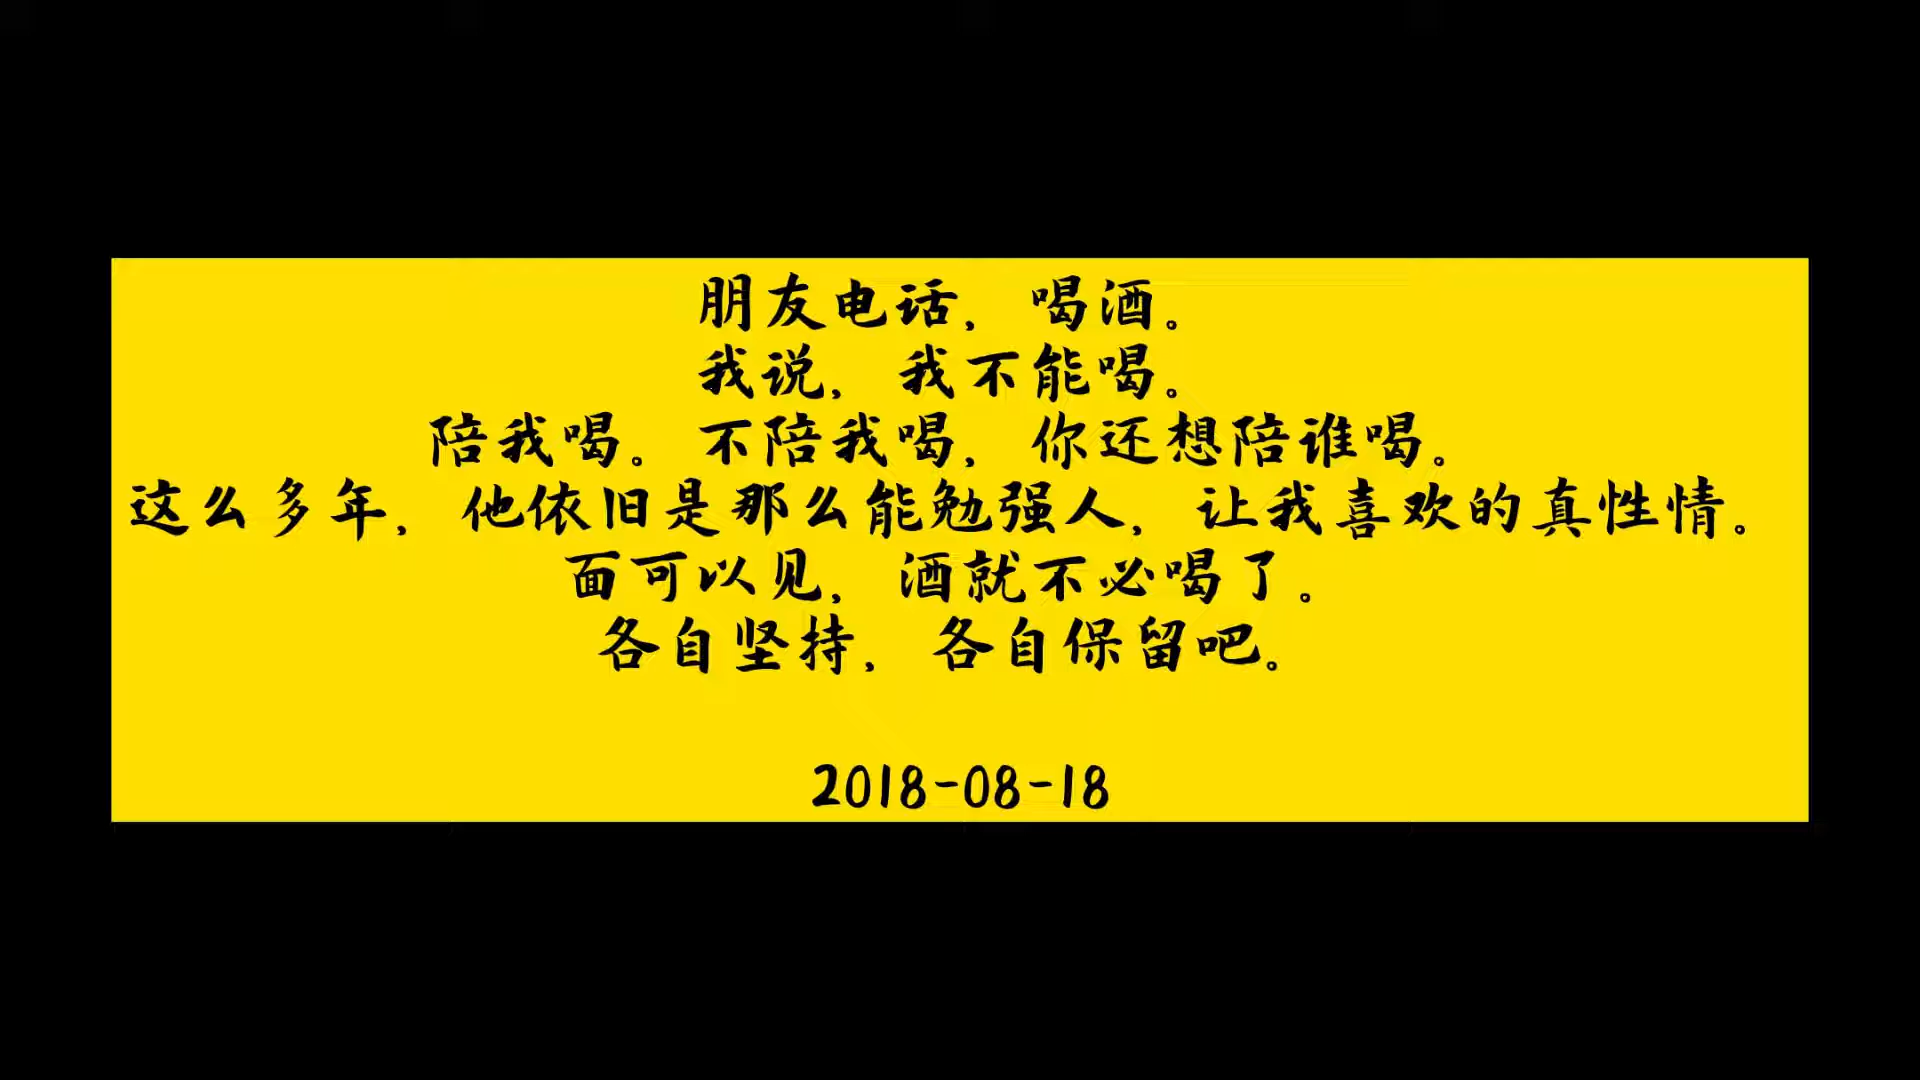 朋友电话，喝酒。
我说，我不能喝。
陪我喝。不陪我喝，你还想陪谁喝。
这么多年，他依旧是那么能勉强人，让我喜欢的真性情。
面可以见，酒就不必喝了。
各自坚持，各自保留吧。
2018-08-18